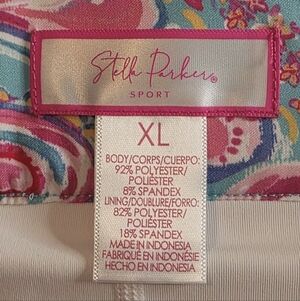 Stella Parker®
SPORT
XL
BODY/CORPS/CUERPO:
92% POLYESTER/
POLIÉSTER
8% SPANDEX
LINING/DOUBLURE/FORRO:
82% POLYESTER/
POLIÉSTER
18% SPANDEX
MADE IN INDONESIA
FABRIQUÉ EN INDONÉSIE
HECHO EN INDONESIA